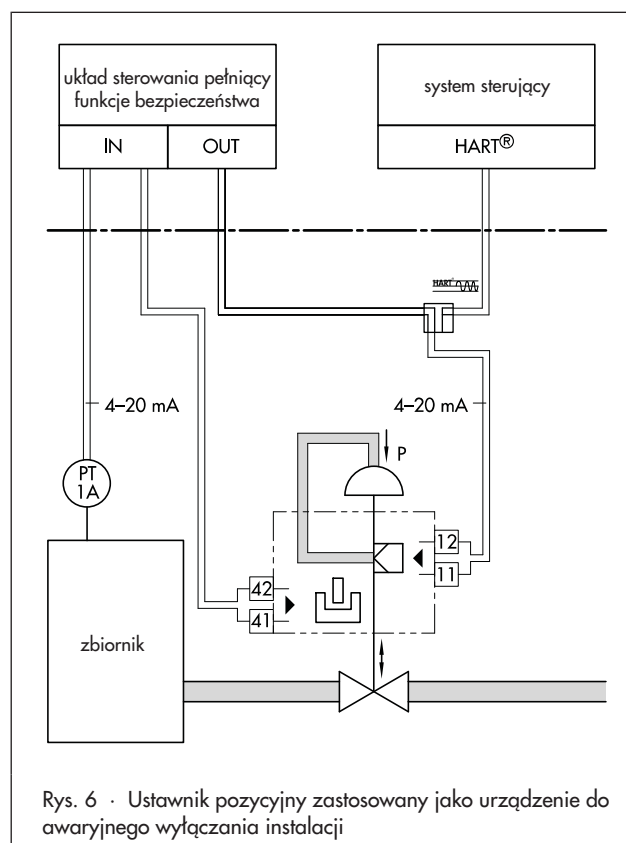 układ sterowania pełniący
funkcje bezpieczeństwa
IN
OUT
system sterujący
HART®
HART
4–20 mA
4–20 mA
PT
1A
P
12
11
42
41
zbiornik
Rys. 6 · Ustawnik pozycyjny zastosowany jako urządzenie do
awaryjnego wyłączania instalacji